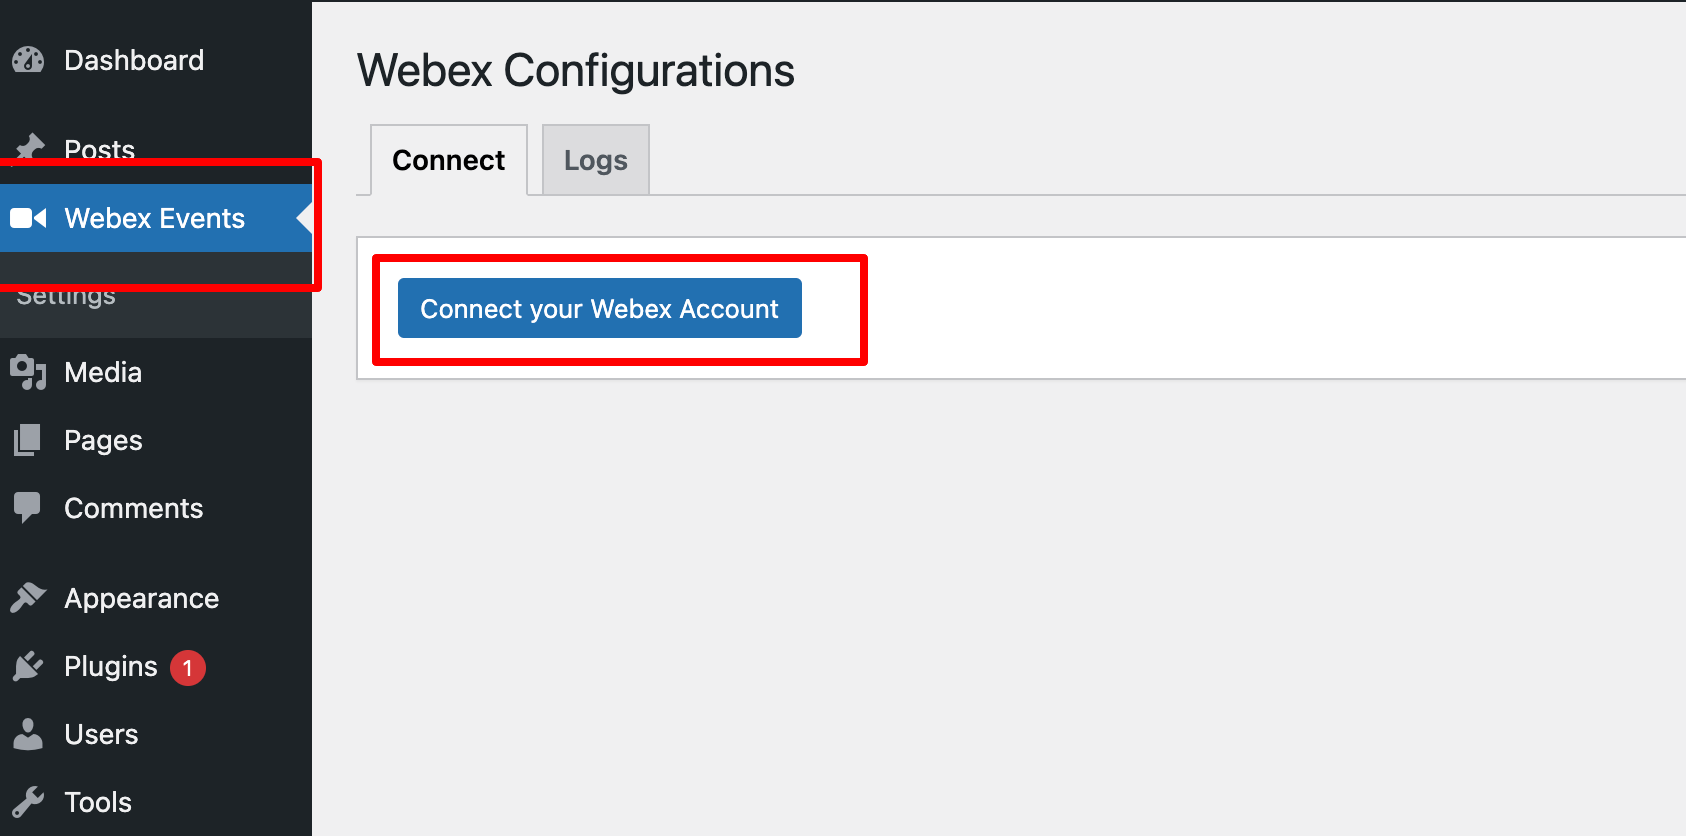 Dashboard
Posts
Webex Events
Settings
Media
Pages
Comments
Appearance
Plugins 1
Users
Tools
Webex Configurations
Connect
Logs
Connect your Webex Account